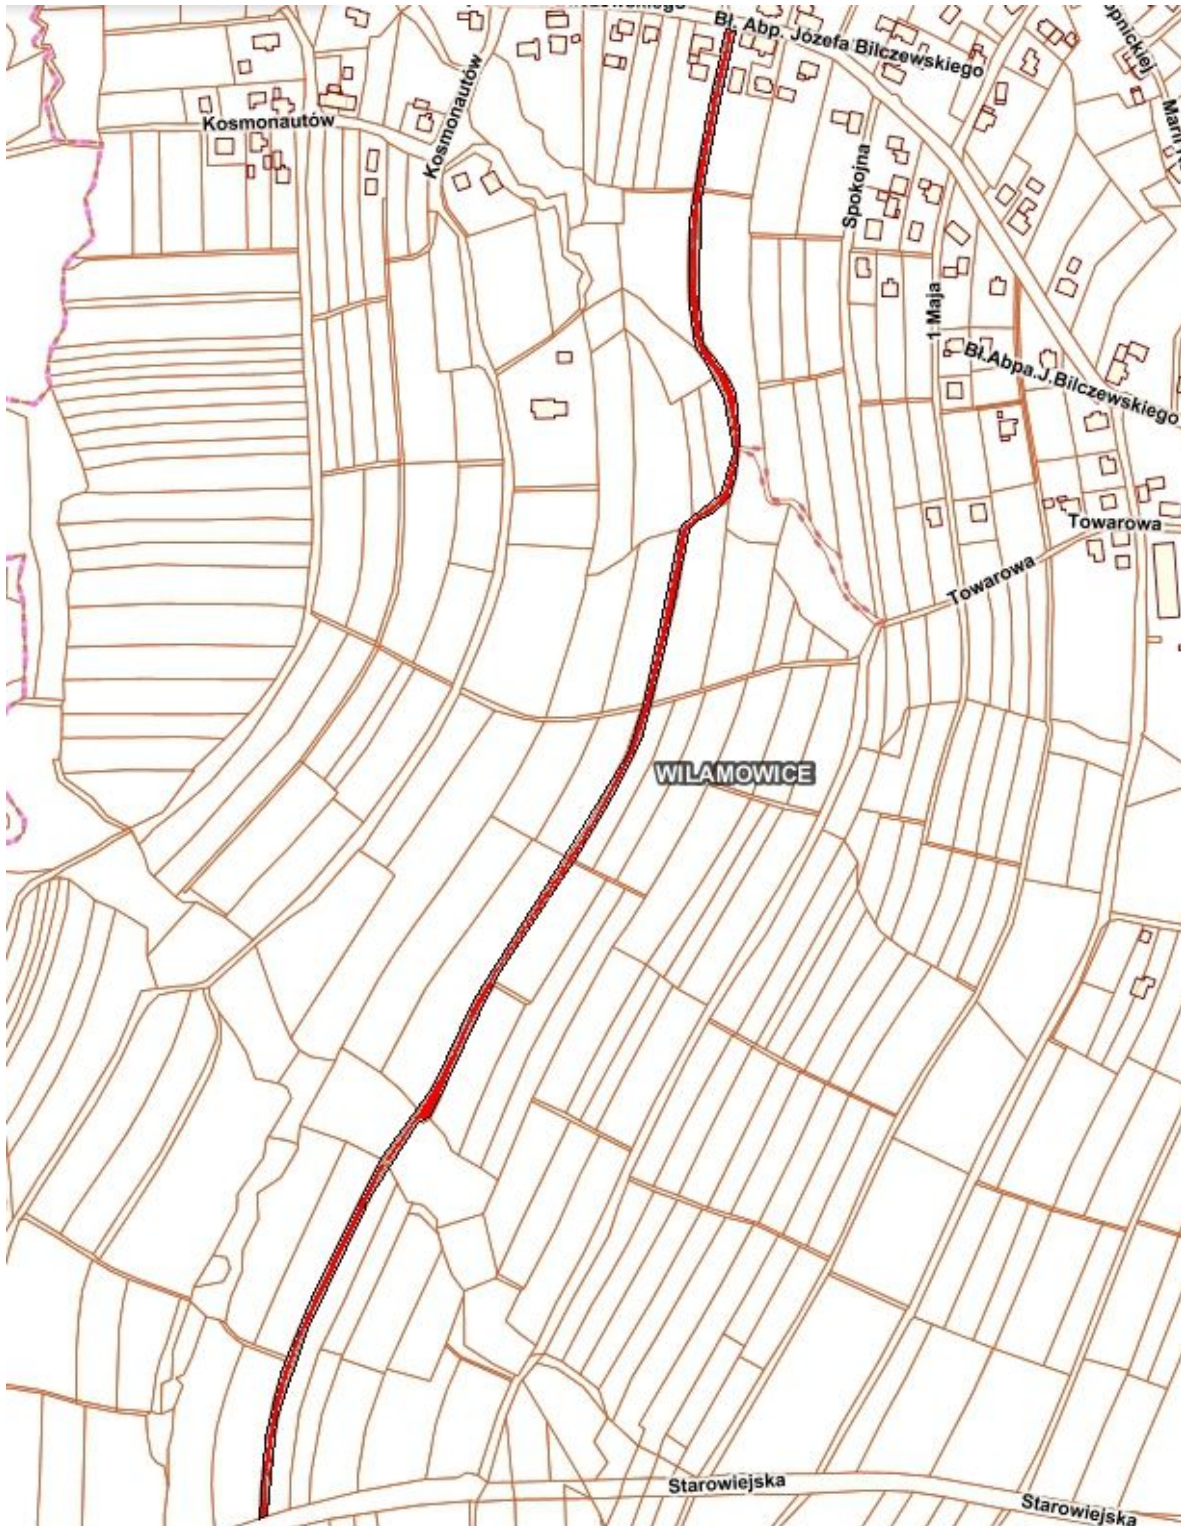 Bł. Abp. Józefa Bilczewskiego
Kosmonautów
Kosmonautów
Spokojna
1 Maja
Bł.Abpa.J.Bilczewskiego
Towarowa
Towarowa
WILAMOWICE
Starowiejska
Starowiejska